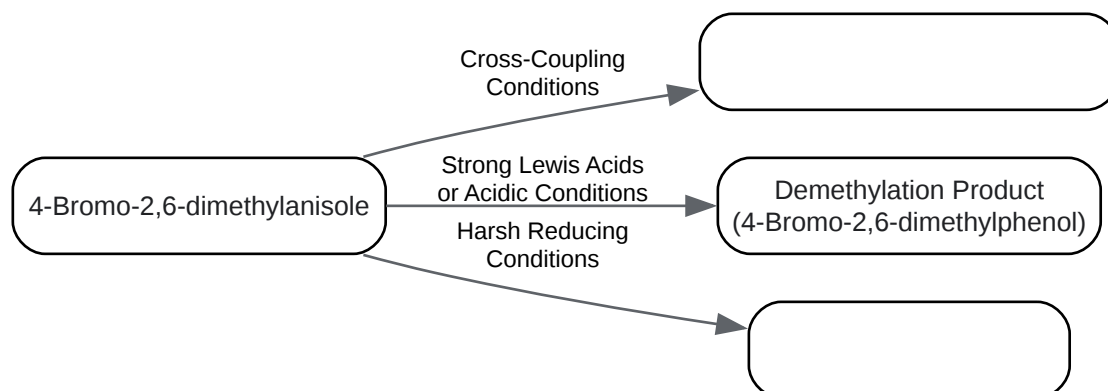 Cross-Coupling
Conditions
4-Bromo-2,6-dimethylanisole
Strong Lewis Acids
or Acidic Conditions
Demethylation Product
(4-Bromo-2,6-dimethylphenol)
Harsh Reducing
Conditions